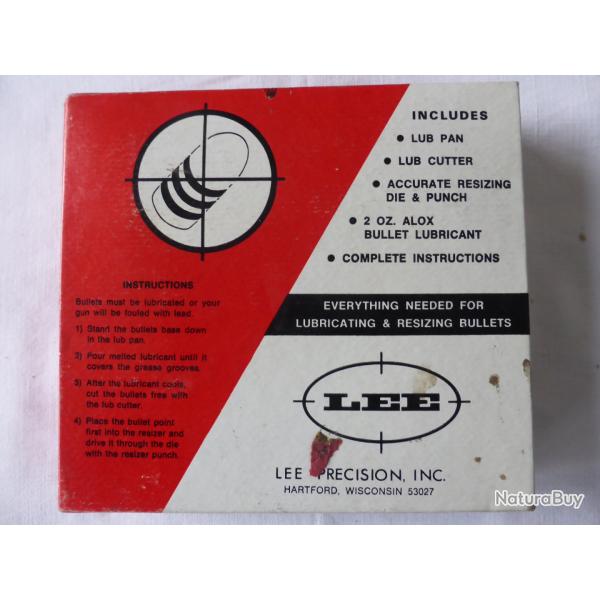 INCLUDES
• LUB PAN
• LUB CUTTER
• ACCURATE RESIZING
DIE & PUNCH
• 2 OZ. ALOX
BULLET LUBRICANT
• COMPLETE INSTRUCTIONS
INSTRUCTIONS
Bullets must be lubricated or your
gun will be fouled with lead.
1) Stand the bullets base down
in the lub pan.
2) Pour melted lubricant until it
covers the grease grooves.
3) After the lubricant cools,
cut the bullets free with
the lub cutter.
4) Place the bullet point
first into the resizer and
drive it through the die
with the resizer punch.
EVERYTHING NEEDED FOR
LUBRICATING & RESIZING BULLETS
LEE
LEE PRECISION, INC.
HARTFORD, WISCONSIN 53027
NaturaBuy